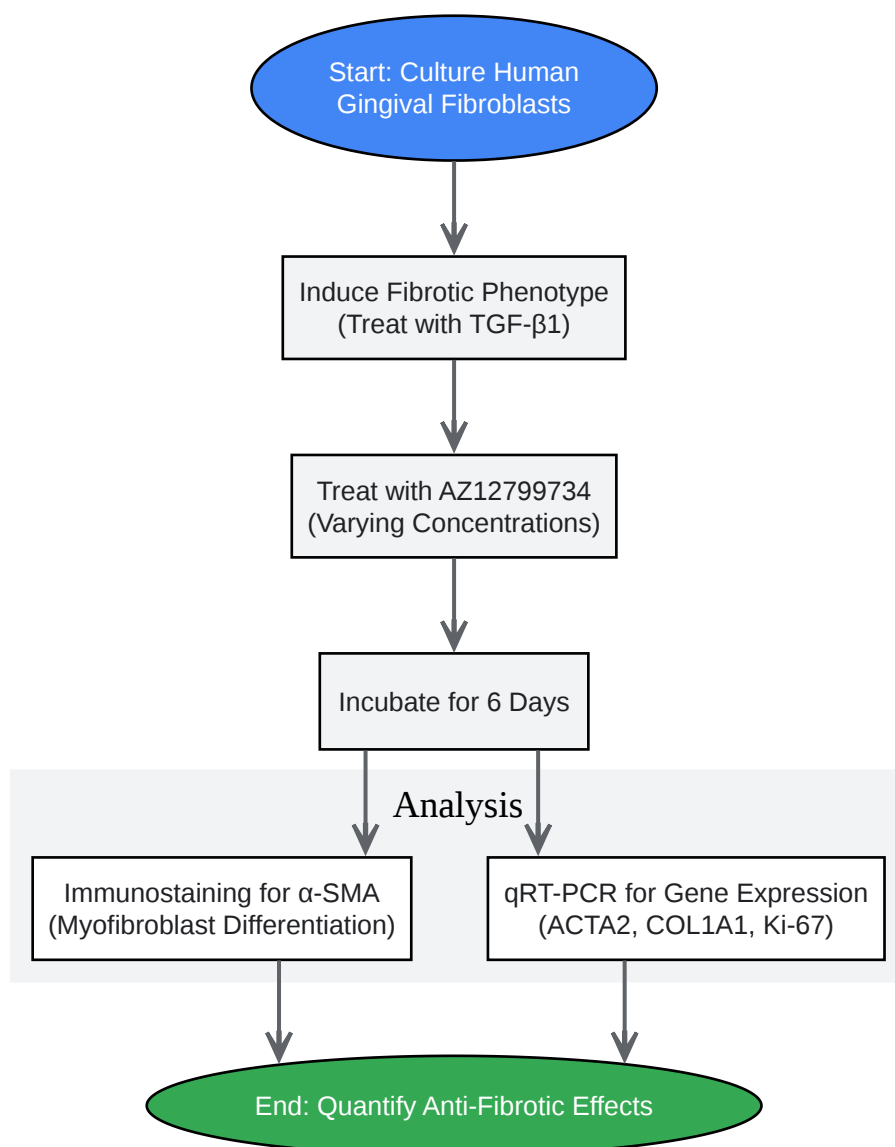 Start: Culture Human
Gingival Fibroblasts
Induce Fibrotic Phenotype
(Treat with TGF-β1)
Treat with AZ12799734
(Varying Concentrations)
Incubate for 6 Days
Analysis
Immunostaining for α-SMA
(Myofibroblast Differentiation)
qRT-PCR for Gene Expression
(ACTA2, COL1A1, Ki-67)
End: Quantify Anti-Fibrotic Effects